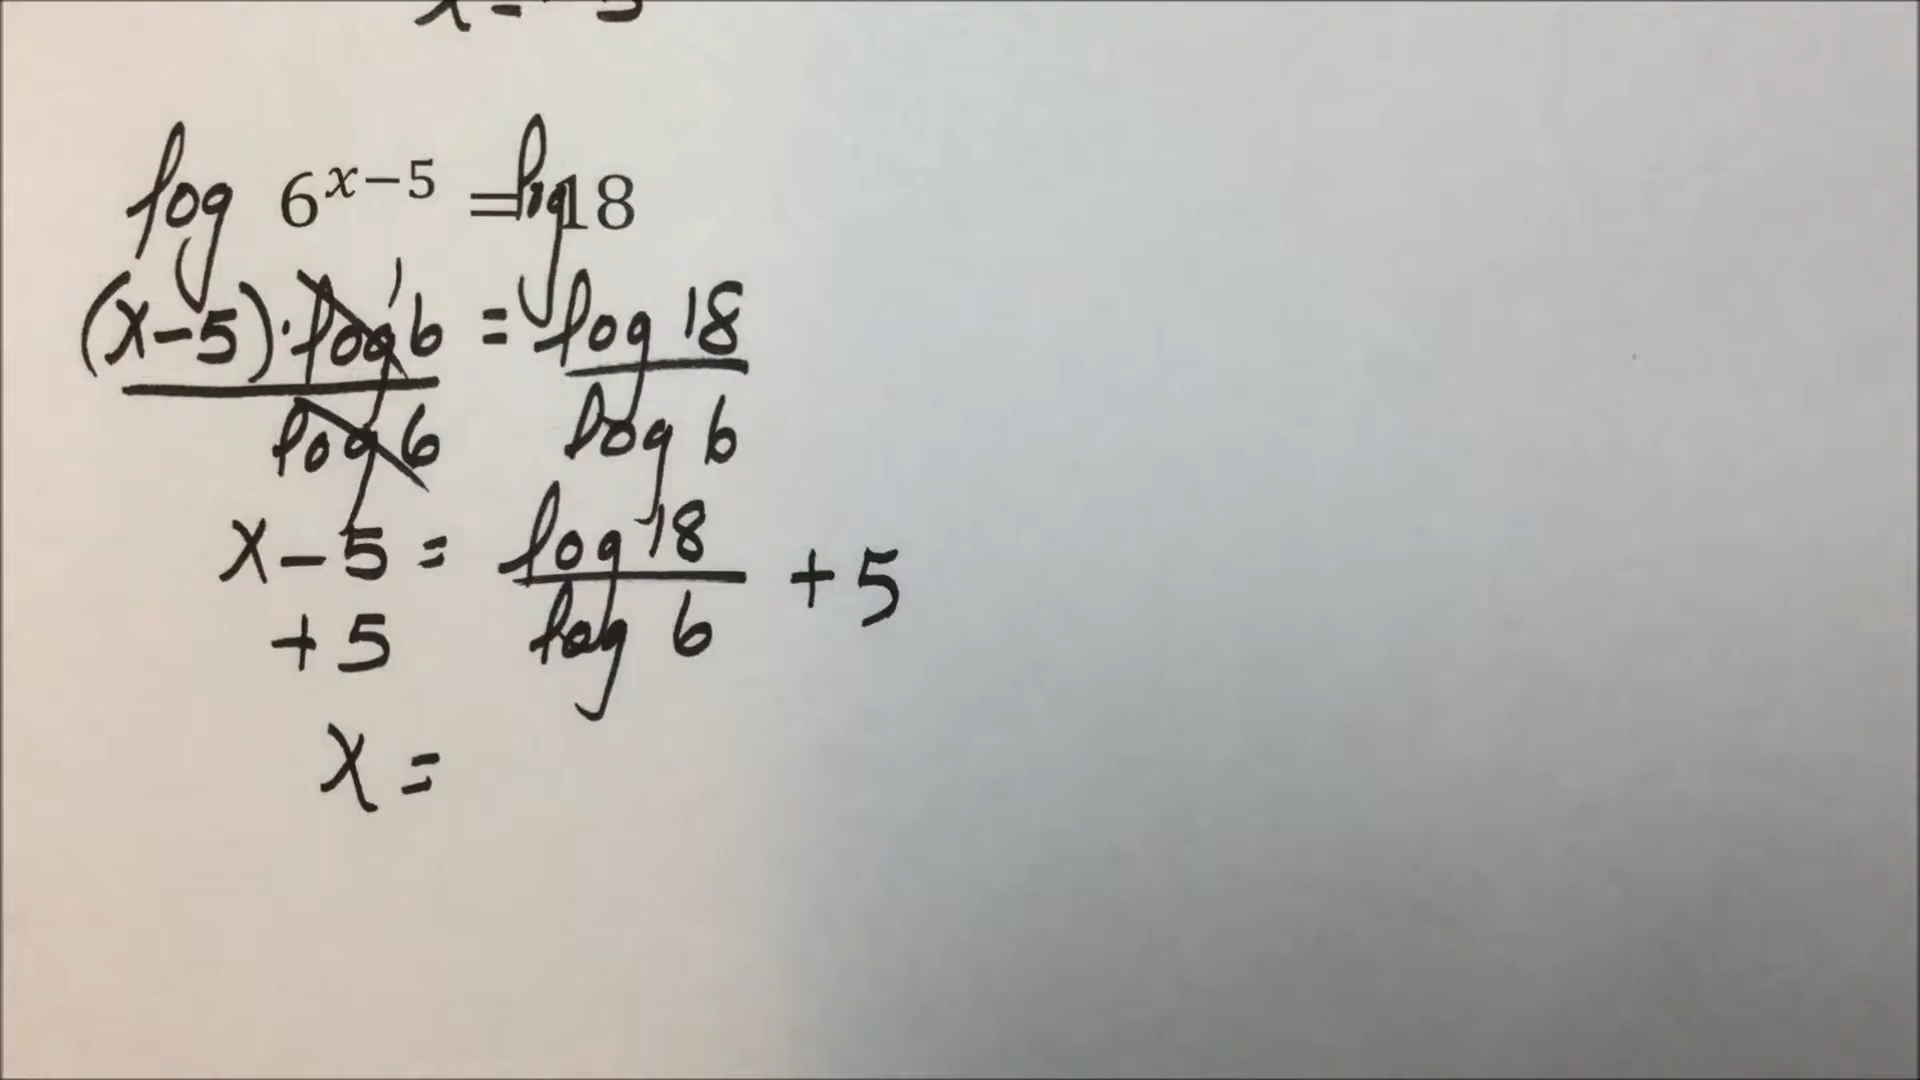 log 6^{x−5} = log 18
(x−5)·log 6 = log 18
log 6 log 6
x − 5 = log 18 + 5
+ 5 log 6
x =